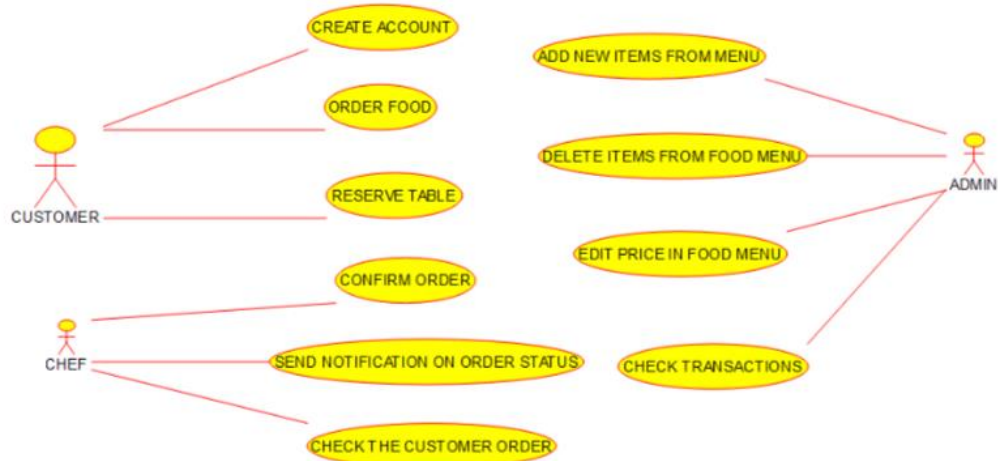 CREATE ACCOUNT
ADD NEW ITEMS FROM MENU
ORDER FOOD
DELETE ITEMS FROM FOOD MENU
ADMIN
RESERVE TABLE
CUSTOMER
EDIT PRICE IN FOOD MENU
CONFIRM ORDER
CHEF
SEND NOTIFICATION ON ORDER STATUS
CHECK TRANSACTIONS
CHECK THE CUSTOMER ORDER